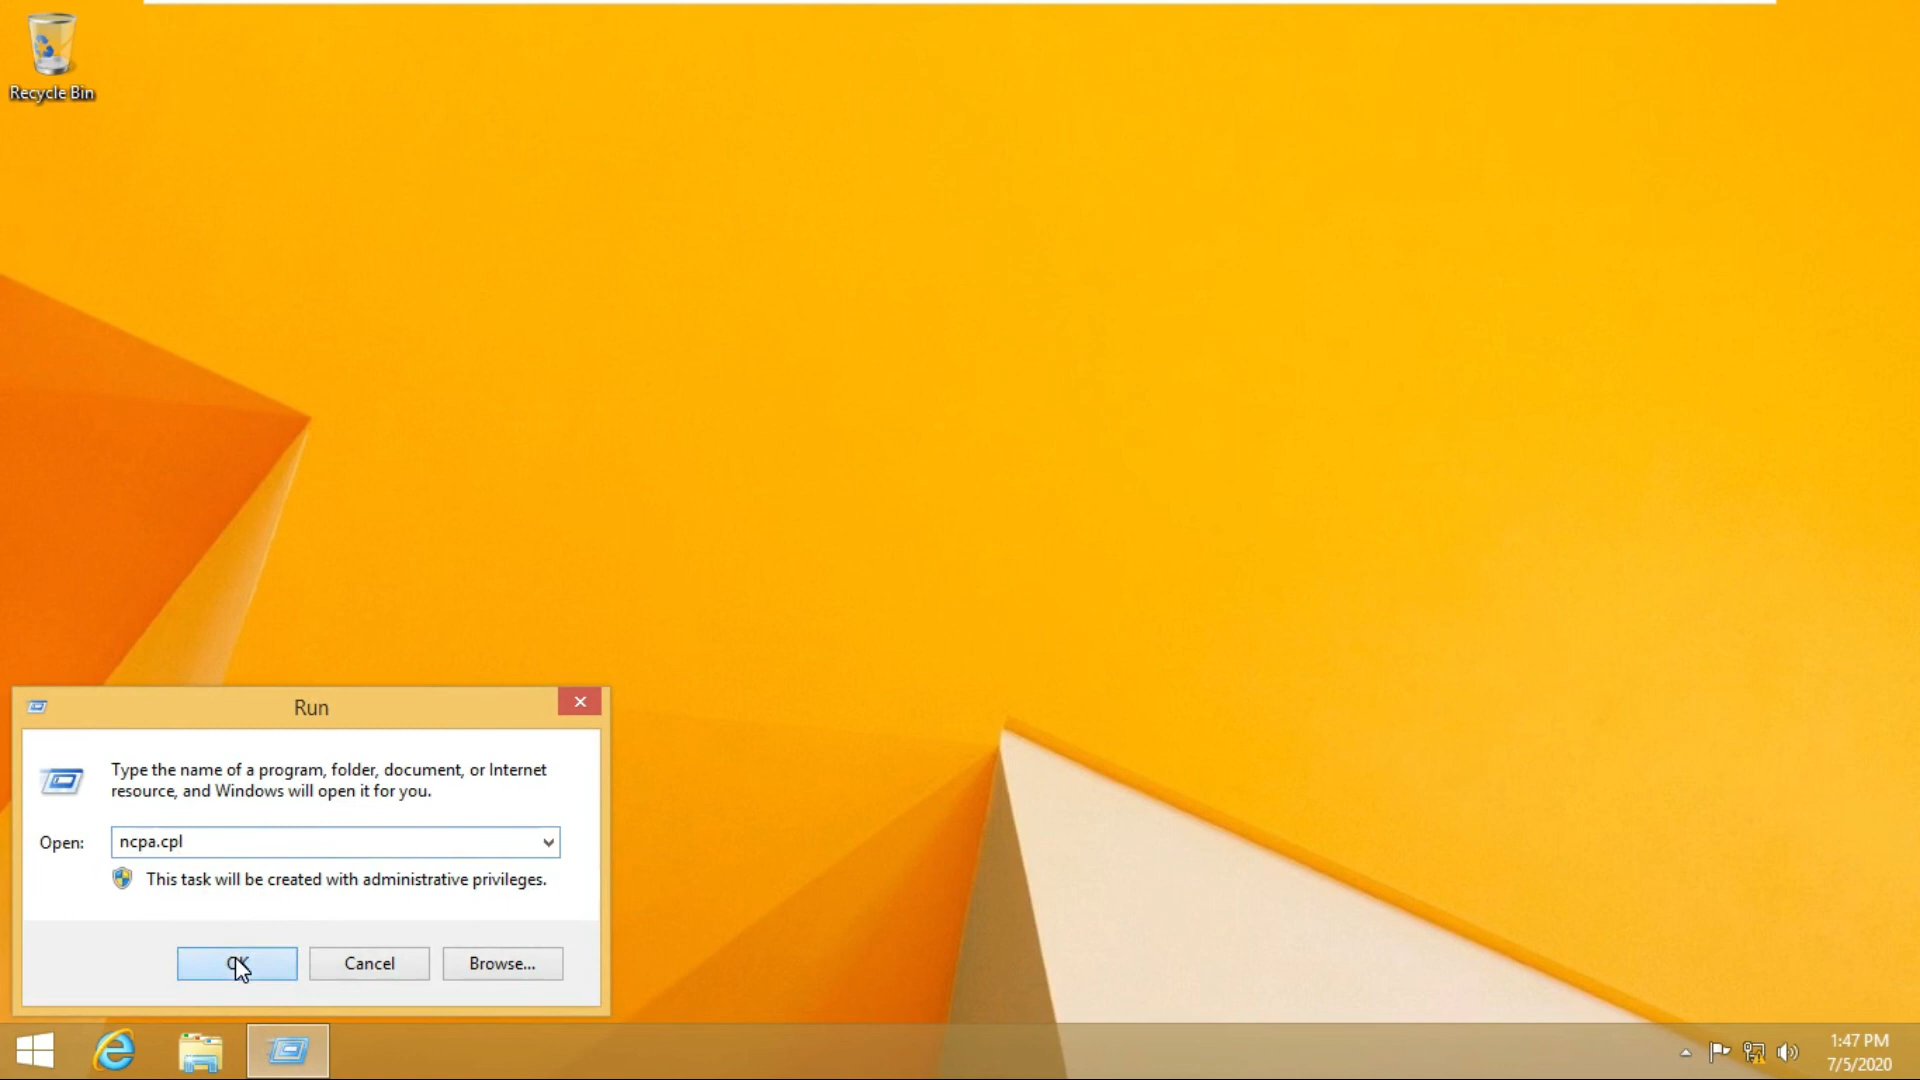 Recycle Bin
Run
Type the name of a program, folder, document, or Internet
resource, and Windows will open it for you.
Open:
ncpa.cpl
This task will be created with administrative privileges.
OK
Cancel
Browse...
1:47 PM
7/5/2020